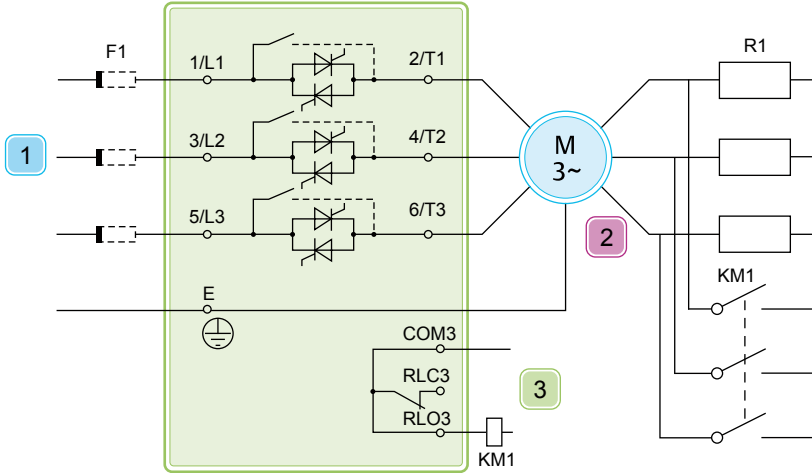 F1
R1
1/L1
2/T1
1
3/L2
4/T2
M
3~
5/L3
6/T3
2
E
KM1
COM3
RLC3
3
RLO3
KM1